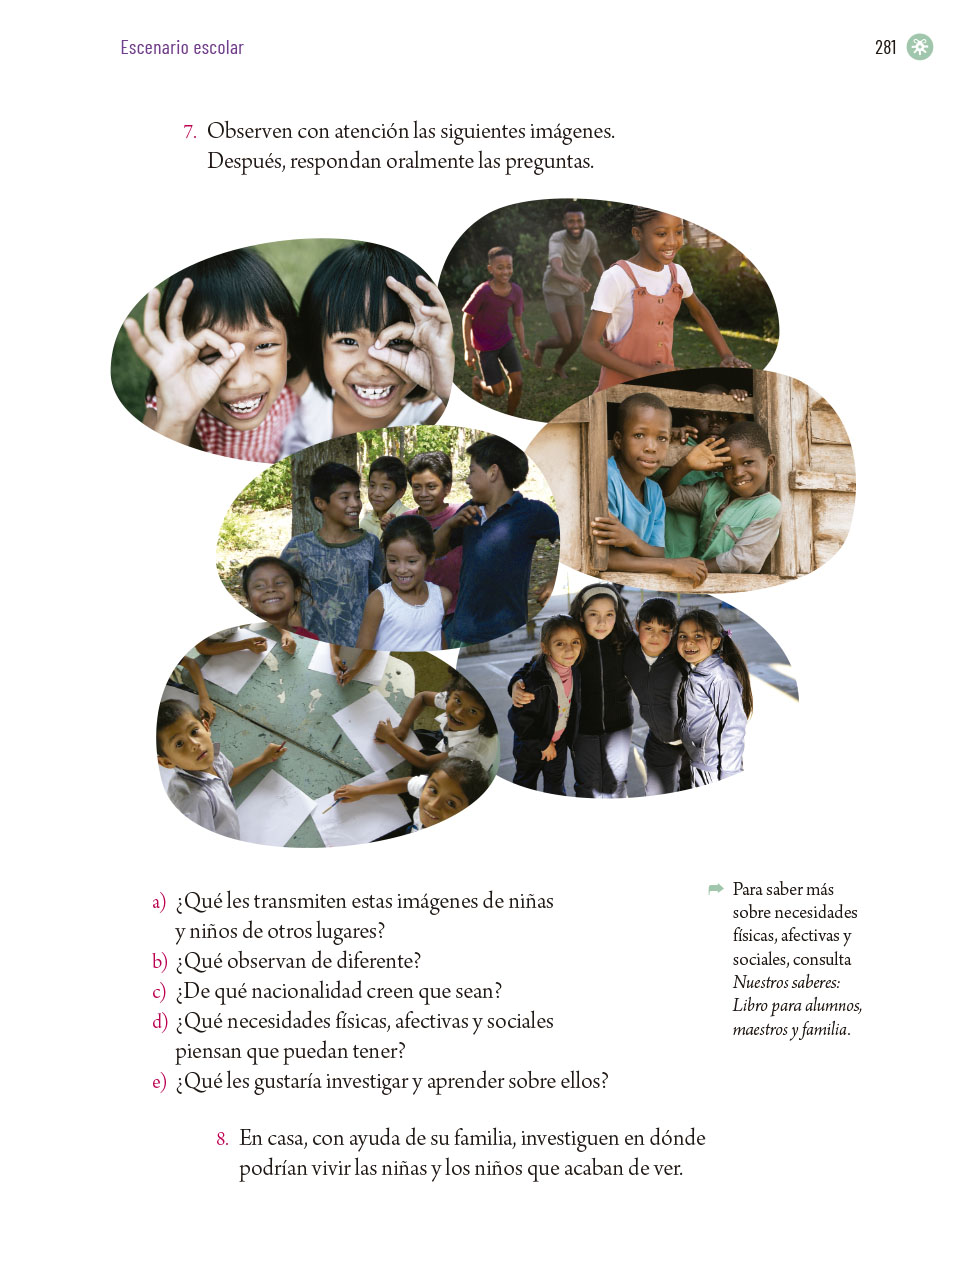 Escenario escolar
281
7. Observen con atención las siguientes imágenes.
Después, respondan oralmente las preguntas.
a) ¿Qué les transmiten estas imágenes de niñas
y niños de otros lugares?
b) ¿Qué observan de diferente?
c) ¿De qué nacionalidad creen que sean?
d) ¿Qué necesidades físicas, afectivas y sociales
piensan que puedan tener?
e) ¿Qué les gustaría investigar y aprender sobre ellos?
Para saber más
sobre necesidades
físicas, afectivas y
sociales, consulta
Nuestros saberes:
Libro para alumnos,
maestros y familia.
8. En casa, con ayuda de su familia, investiguen en dónde
podrían vivir las niñas y los niños que acaban de ver.